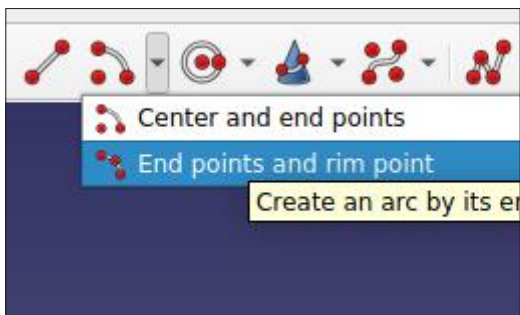 Center and end points
End points and rim point
Create an arc by its